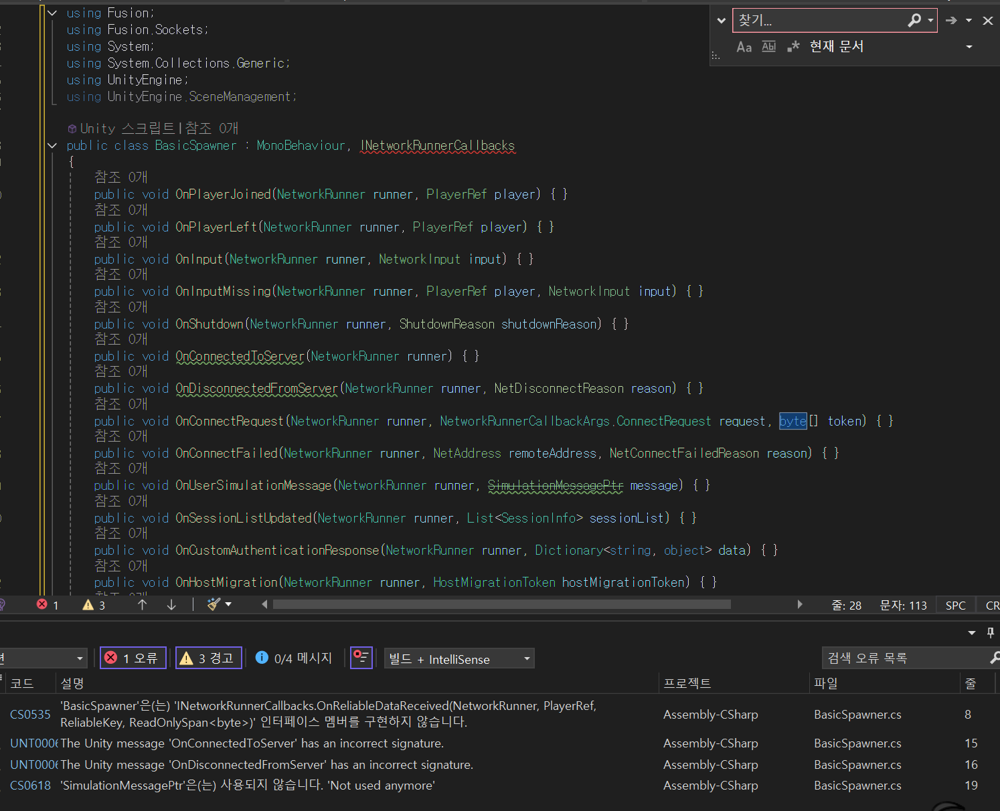 using Fusion;
using Fusion.Sockets;
using System;
using System.Collections.Generic;
using UnityEngine;
using UnityEngine.SceneManagement;
찾기...
Aa Abl .* 현재 문서
Unity 스크립트|참조 0개
public class BasicSpawner : MonoBehaviour, INetworkRunnerCallbacks
{
참조 0개
public void OnPlayerJoined(NetworkRunner runner, PlayerRef player) { }
참조 0개
public void OnPlayerLeft(NetworkRunner runner, PlayerRef player) { }
참조 0개
public void OnInput(NetworkRunner runner, NetworkInput input) { }
참조 0개
public void OnInputMissing(NetworkRunner runner, PlayerRef player, NetworkInput input) { }
참조 0개
public void OnShutdown(NetworkRunner runner, ShutdownReason shutdownReason) { }
참조 0개
public void OnConnectedToServer(NetworkRunner runner) { }
참조 0개
public void OnDisconnectedFromServer(NetworkRunner runner, NetDisconnectReason reason) { }
참조 0개
public void OnConnectRequest(NetworkRunner runner, NetworkRunnerCallbackArgs.ConnectRequest request, byte[] token) { }
참조 0개
public void OnConnectFailed(NetworkRunner runner, NetAddress remoteAddress, NetConnectFailedReason reason) { }
참조 0개
public void OnUserSimulationMessage(NetworkRunner runner, SimulationMessagePtr message) { }
참조 0개
public void OnSessionListUpdated(NetworkRunner runner, List<SessionInfo> sessionList) { }
참조 0개
public void OnCustomAuthenticationResponse(NetworkRunner runner, Dictionary<string, object> data) { }
참조 0개
public void OnHostMigration(NetworkRunner runner, HostMigrationToken hostMigrationToken) { }
1 3 줄: 28 문자: 113 SPC CR
1 오류 3 경고 0/4 메시지 빌드 + IntelliSense 검색 오류 목록
코드 설명 프로젝트 파일 줄
CS0535 'BasicSpawner'은(는) 'INetworkRunnerCallbacks.OnReliableDataReceived(NetworkRunner, PlayerRef, ReliableKey, ReadOnlySpan<byte>)' 인터페이스 멤버를 구현하지 않습니다. Assembly-CSharp BasicSpawner.cs 8
UNT0006 The Unity message 'OnConnectedToServer' has an incorrect signature. Assembly-CSharp BasicSpawner.cs 15
UNT0006 The Unity message 'OnDisconnectedFromServer' has an incorrect signature. Assembly-CSharp BasicSpawner.cs 16
CS0618 'SimulationMessagePtr'은(는) 사용되지 않습니다. 'Not used anymore' Assembly-CSharp BasicSpawner.cs 19